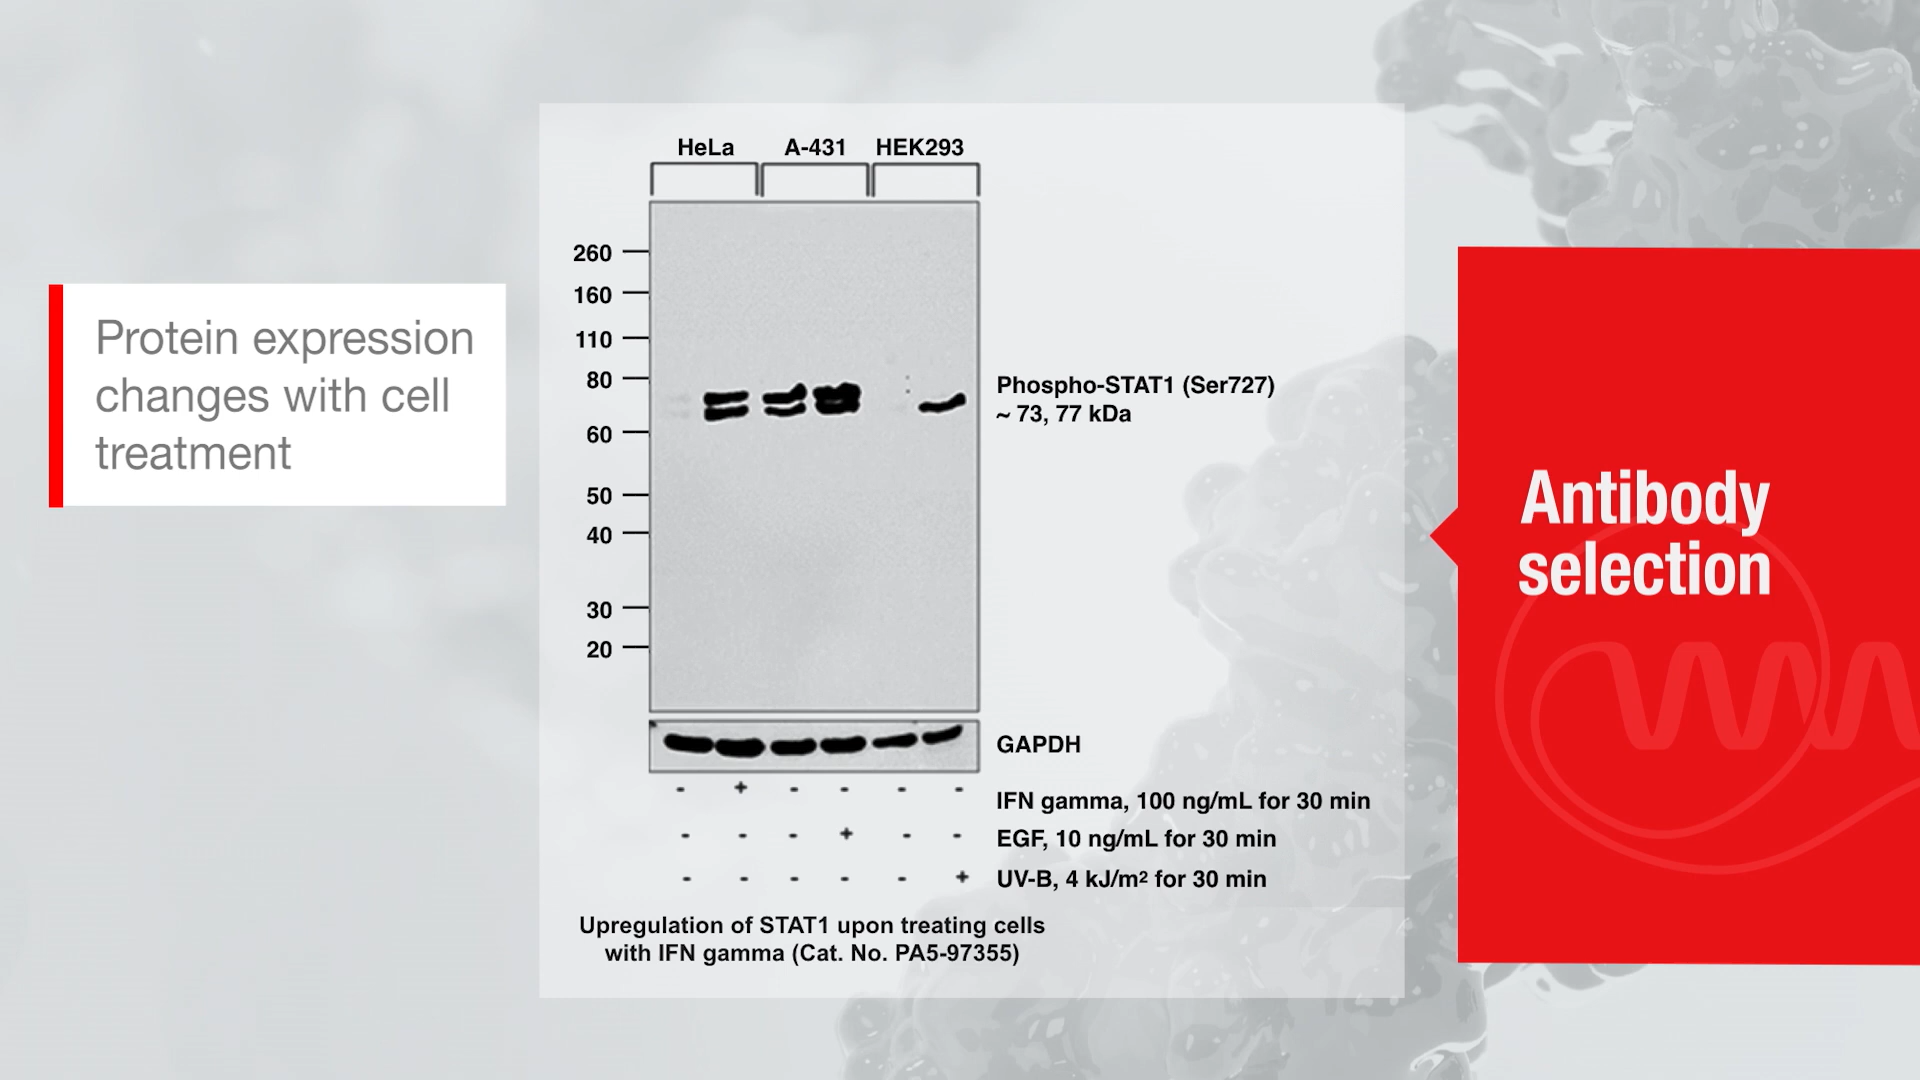 Protein expression
changes with cell
treatment
HeLa A-431 HEK293
260
160
110
80
60
50
40
30
20
Phospho-STAT1 (Ser727)
~ 73, 77 kDa
GAPDH
- + - - - - IFN gamma, 100 ng/mL for 30 min
- - - + - - EGF, 10 ng/mL for 30 min
- - - - - + UV-B, 4 kJ/m² for 30 min
Upregulation of STAT1 upon treating cells
with IFN gamma (Cat. No. PA5-97355)
Antibody
selection